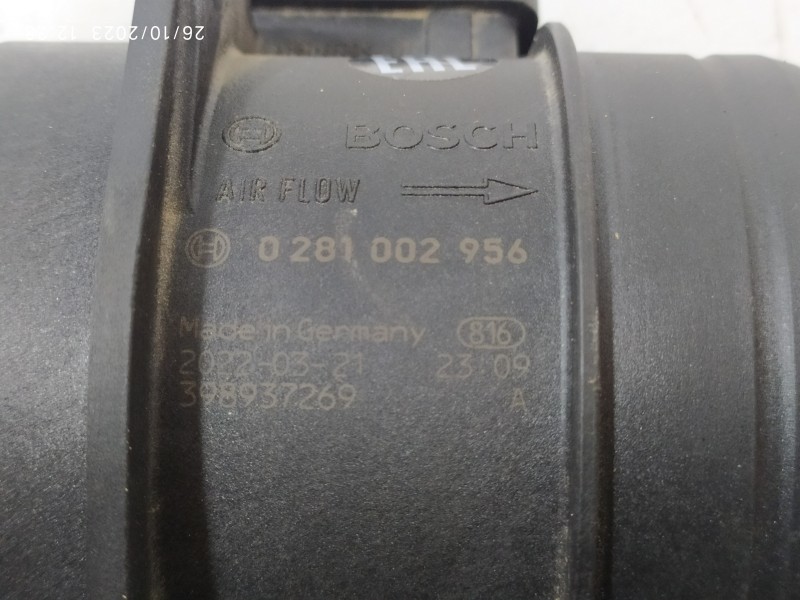 26/10/2023
BOSCH
AIR FLOW
0 281 002 956
Made in Germany 816
2022-03-21 23:09
398937269 A